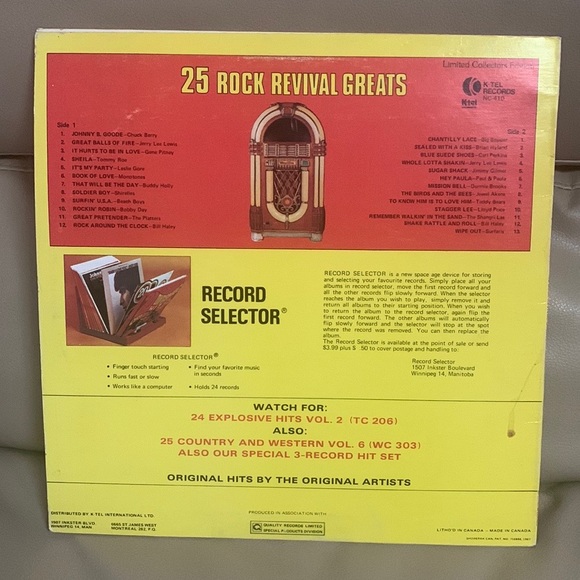 Limited Collectors Edition
25 ROCK REVIVAL GREATS
K-TEL
RECORDS
NC 410
K-tel
Side 1
1. JOHNNY B. GOODE-Chuck Berry
2. GREAT BALLS OF FIRE-Jerry Lee Lewis
3. IT HURTS TO BE IN LOVE-Gene Pitney
4. SHEILA-Tommy Roe
5. IT'S MY PARTY-Leslie Gore
6. BOOK OF LOVE-Monotones
7. THAT WILL BE THE DAY-Buddy Holly
8. SOLDIER BOY-Shirelles
9. SURFIN' U.S.A.-Beach Boys
10. ROCKIN' ROBIN-Bobby Day
11. GREAT PRETENDER-The Platters
12. ROCK AROUND THE CLOCK-Bill Haley
Side 2
CHANTILLY LACE-Big Bopper 1.
SEALED WITH A KISS-Brian Hyland 2.
BLUE SUEDE SHOES-Carl Perkins 3.
WHOLE LOTTA SHAKIN-Jerry Lee Lewis 4.
SUGAR SHACK-Jimmy Gilmer 5.
HEY PAULA-Paul & Paula 6.
MISSION BELL-Donnie Brooks 7.
THE BIRDS AND THE BEES-Jewel Akens 8.
TO KNOW HIM IS TO LOVE HIM-Teddy Bears 9.
STAGGER LEE-Lloyd Price 10.
REMEMBER WALKIN' IN THE SAND-The Shangri Las 11.
SHAKE RATTLE AND ROLL-Bill Haley 12.
WIPE OUT-Surfaris 13.
RECORD
SELECTOR®
RECORD SELECTOR is a new space age device for storing
and selecting your favourite records. Simply place all your
albums in record selector, move the first record forward and
all the other records flip slowly forward. When the selector
reaches the album you wish to play, simply remove it and
return all albums to their starting position. When you wish
to return the album to the record selector, again flip the
first record forward. The other albums will automatically
flip slowly forward and the selector will stop at the spot
where the record was removed. You can then replace the
album.
The Record Selector is available at the point of sale or send
$3.99 plus $ .50 to cover postage and handling to:
Record Selector
1507 Inkster Boulevard
Winnipeg 14, Manitoba
RECORD SELECTOR®
• Finger touch starting
• Runs fast or slow
• Works like a computer
• Find your favorite music
in seconds
• Holds 24 records
WATCH FOR:
24 EXPLOSIVE HITS VOL. 2 (TC 206)
ALSO:
25 COUNTRY AND WESTERN VOL. 6 (WC 303)
ALSO OUR SPECIAL 3-RECORD HIT SET
ORIGINAL HITS BY THE ORIGINAL ARTISTS
DISTRIBUTED BY K TEL INTERNATIONAL LTD.
1507 INKSTER BLVD.
WINNIPEG 14, MAN.
MONTREAL 262, P.Q.
PRODUCED IN ASSOCIATION WITH
QUALITY RECORDS LIMITED
SPECIAL PRODUCTS DIVISION
LITHO'D IN CANADA - MADE IN CANADA